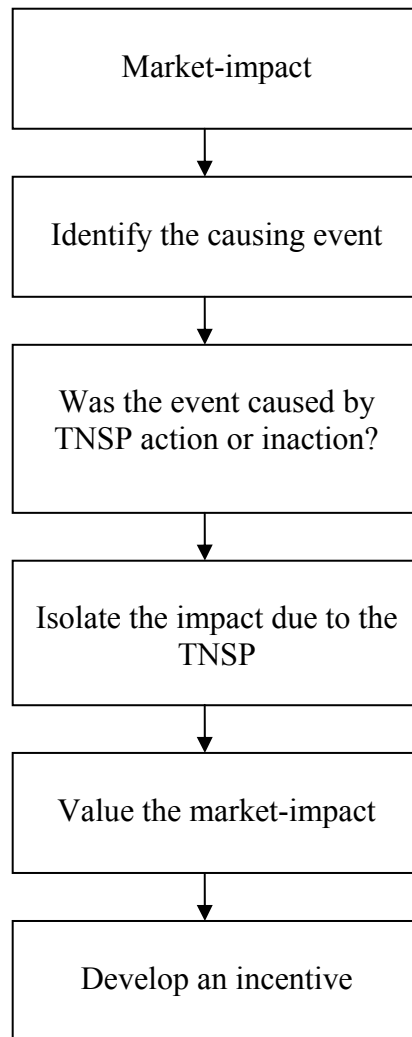 Market-impact
Identify the causing event
Was the event caused by
TNSP action or inaction?
Isolate the impact due to the
TNSP
Value the market-impact
Develop an incentive